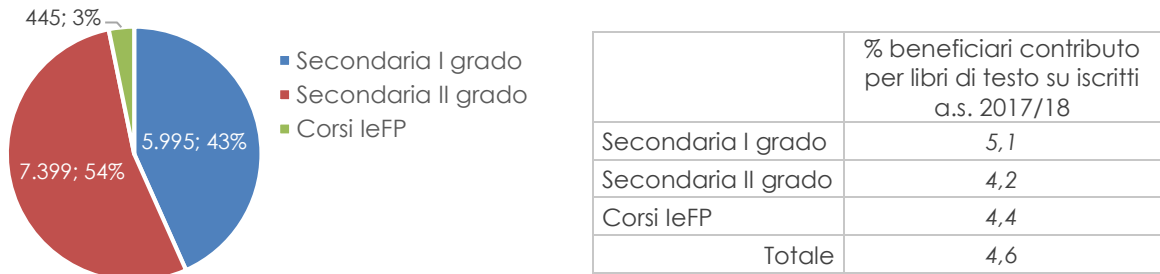 445; 3%
5.995; 43%
7.399; 54%
Secondaria I grado
Secondaria II grado
Corsi IeFP
% beneficiari contributo
per libri di testo su iscritti
a.s. 2017/18
Secondaria I grado 5,1
Secondaria II grado 4,2
Corsi IeFP 4,4
Totale 4,6